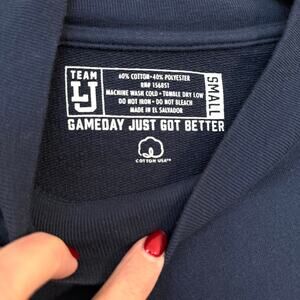 TEAM
LJ
60% COTTON • 40% POLYESTER
RN# 156851
MACHINE WASH COLD • TUMBLE DRY LOW
DO NOT IRON • DO NOT BLEACH
MADE IN EL SALVADOR
SMALL
GAMEDAY JUST GOT BETTER
COTTON USA™